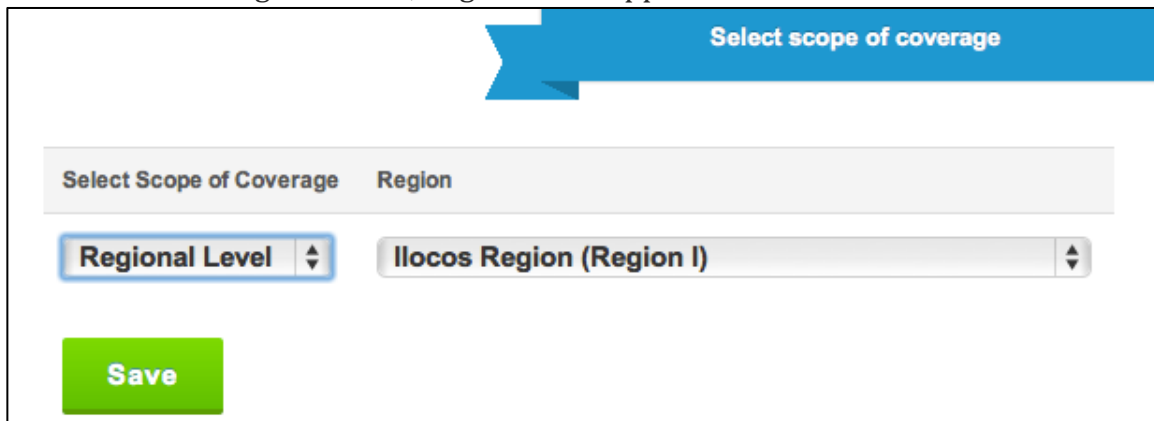 Select scope of coverage
Select Scope of Coverage Region
Regional Level Ilocos Region (Region I)
Save